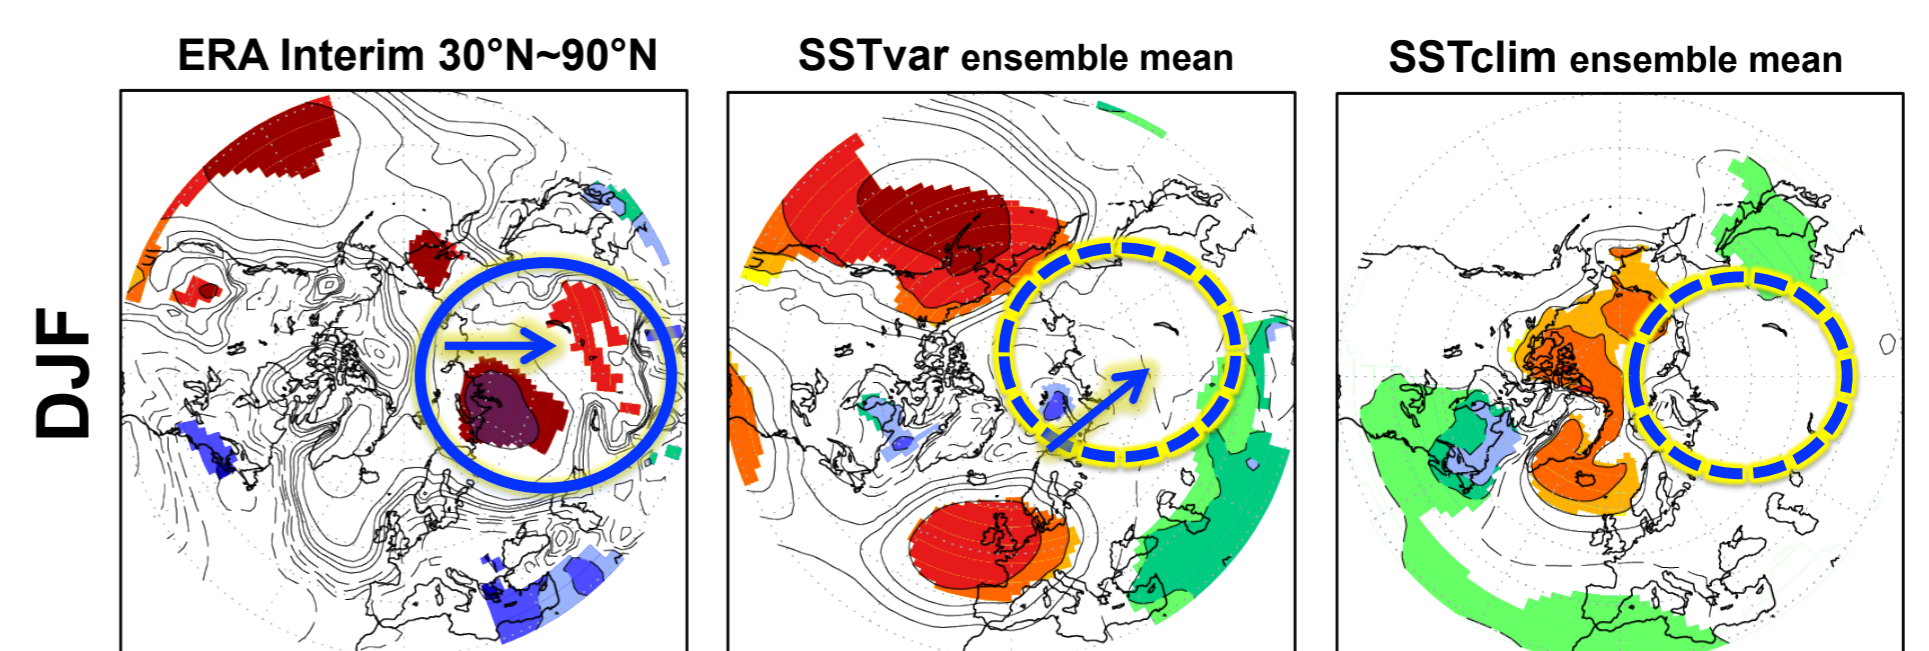 ERA Interim 30°N~90°N
SSTvar ensemble mean
SSTclim ensemble mean
DJF